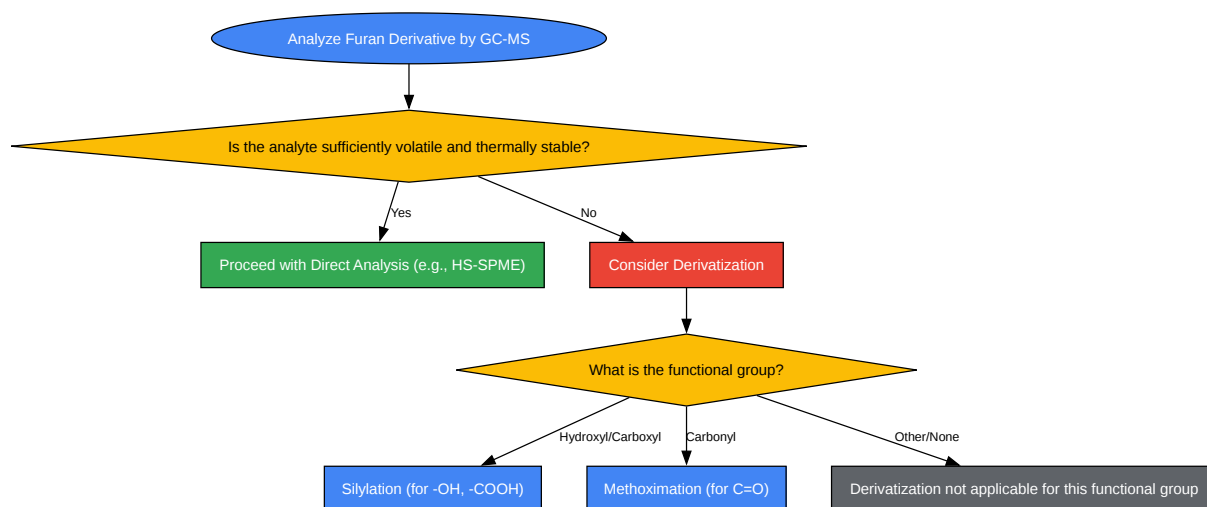 Analyze Furan Derivative by GC-MS
Is the analyte sufficiently volatile and thermally stable?
Yes
No
Proceed with Direct Analysis (e.g., HS-SPME)
Consider Derivatization
What is the functional group?
Hydroxyl/Carboxyl
Carbonyl
Other/None
Silylation (for -OH, -COOH)
Methoximation (for C=O)
Derivatization not applicable for this functional group